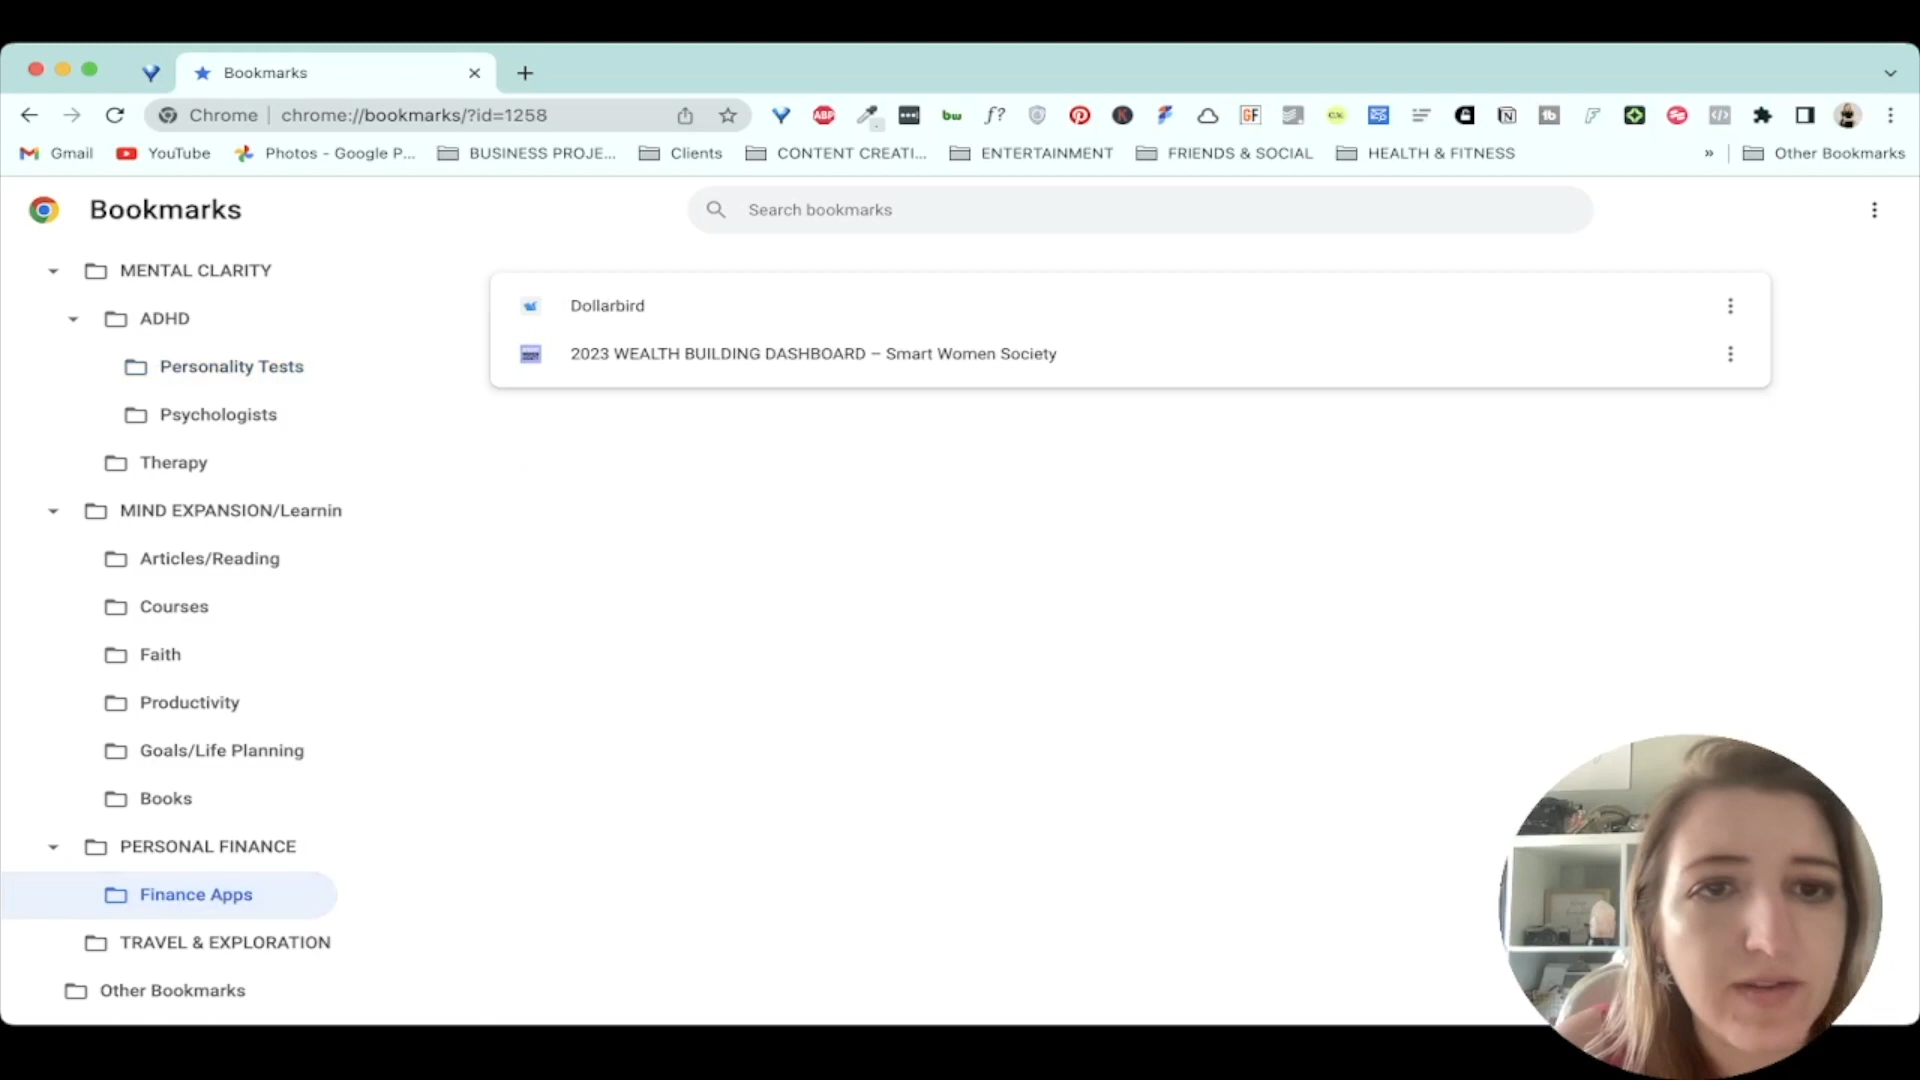 Bookmarks
Chrome | chrome://bookmarks/?id=1258
ABP
bw
f?
GF
Gmail
YouTube
Photos - Google P...
BUSINESS PROJE...
Clients
CONTENT CREATI...
ENTERTAINMENT
FRIENDS & SOCIAL
HEALTH & FITNESS
»
Other Bookmarks
Bookmarks
Search bookmarks
MENTAL CLARITY
ADHD
Personality Tests
Psychologists
Therapy
MIND EXPANSION/Learnin
Articles/Reading
Courses
Faith
Productivity
Goals/Life Planning
Books
PERSONAL FINANCE
Finance Apps
TRAVEL & EXPLORATION
Other Bookmarks
Dollarbird
2023 WEALTH BUILDING DASHBOARD – Smart Women Society